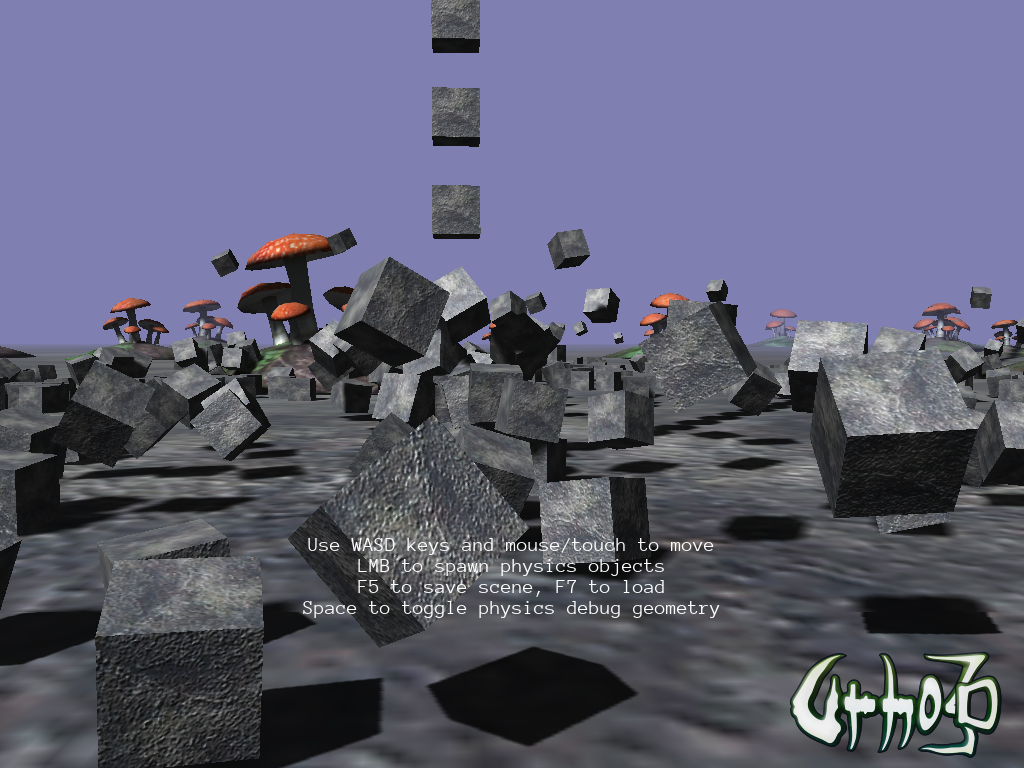 Use WASD keys and mouse/touch to move
LMB to spawn physics objects
F5 to save scene, F7 to load
Space to toggle physics debug geometry